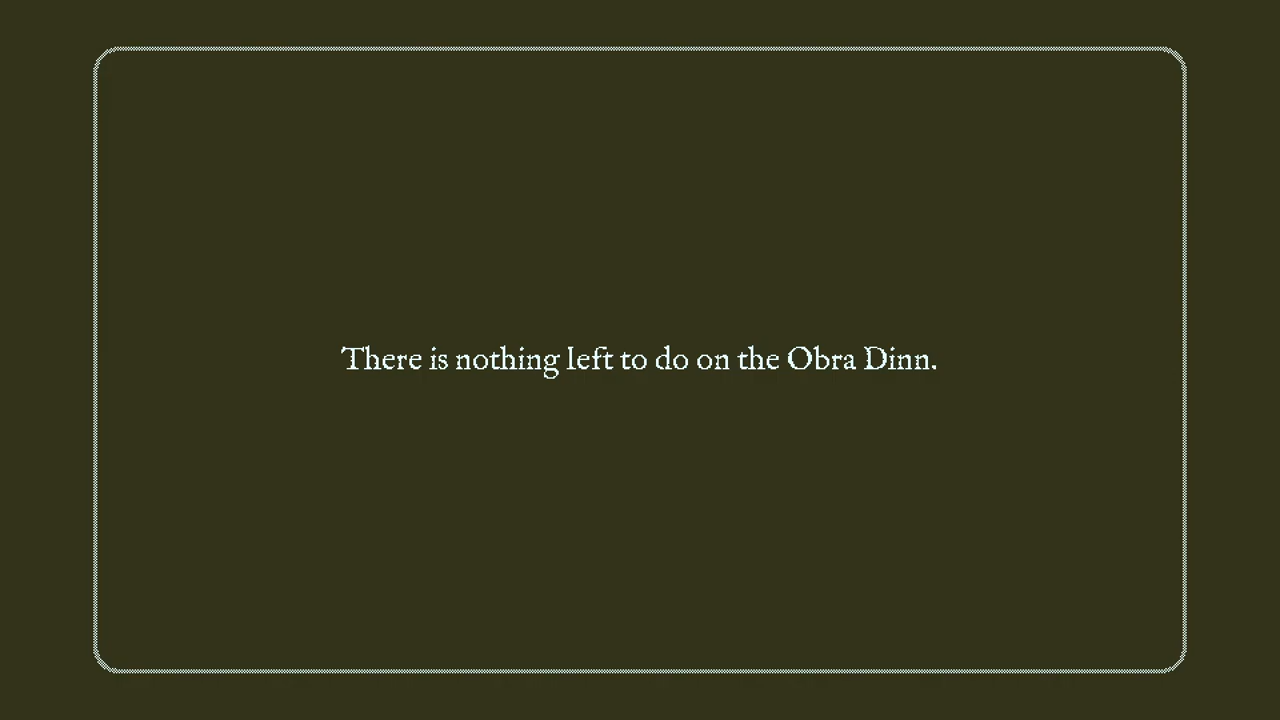 There is nothing left to do on the Obra Dinn.